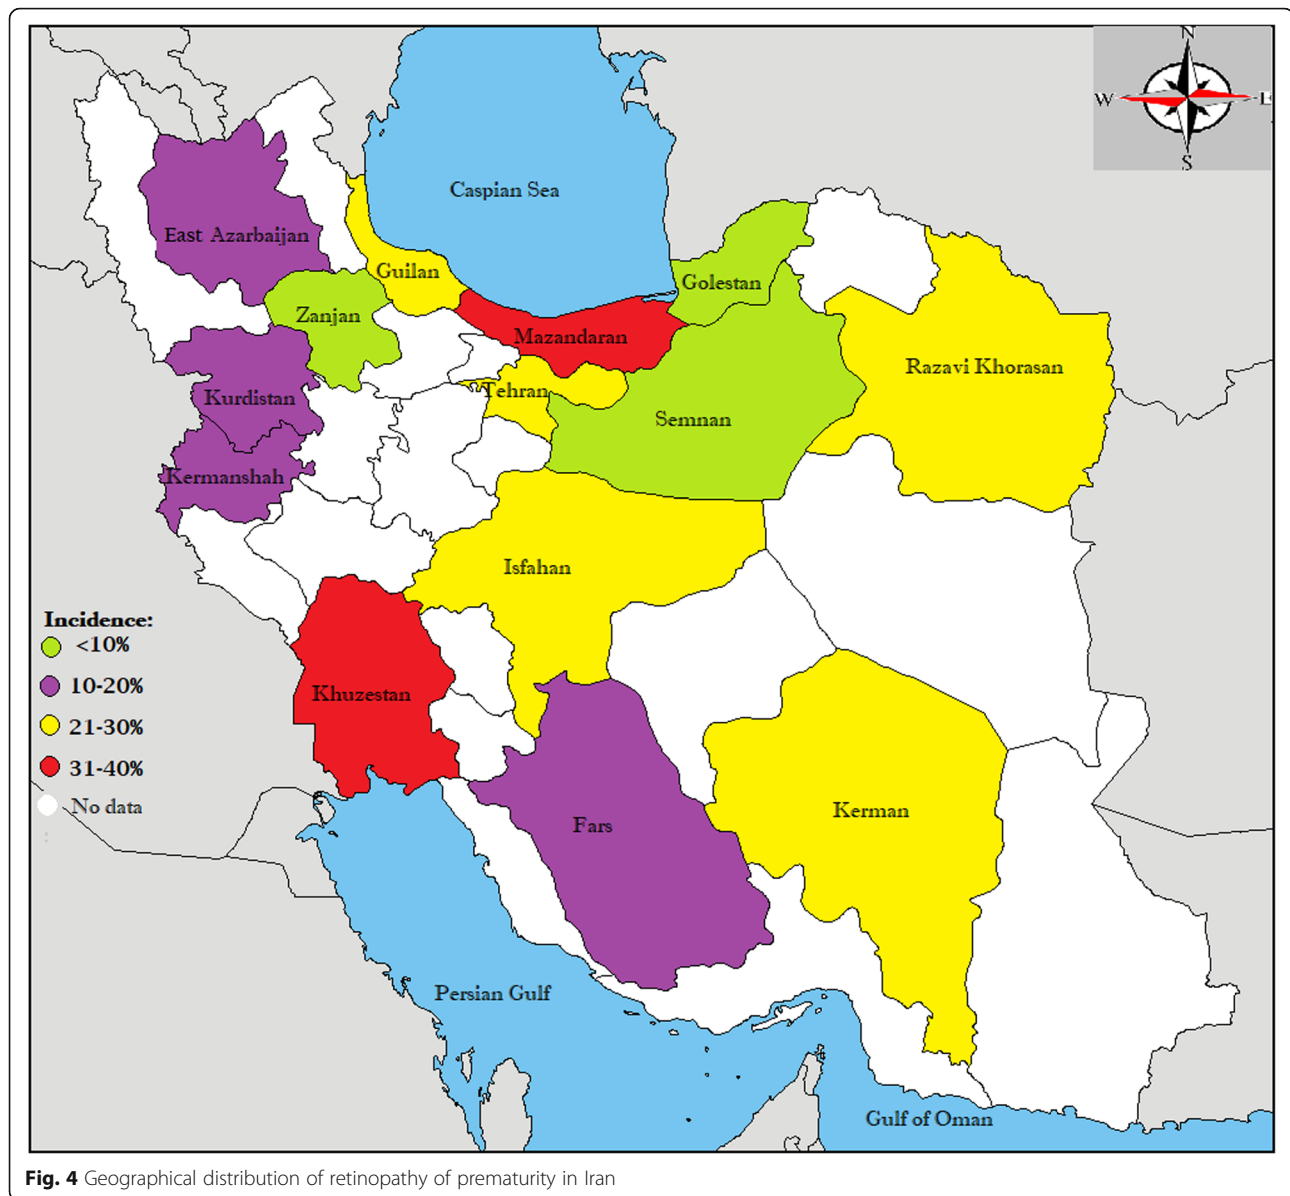 N
W
E
S
Caspian Sea
East Azarbaijan
Guilan
Golestan
Zanjan
Mazandaran
Razavi Khorasan
Tehran
Kurdistan
Semnan
Kermanshah
Isfahan
Incidence:
<10%
10-20%
21-30%
31-40%
No data
:
Khuzestan
Fars
Kerman
Persian Gulf
Gulf of Oman
Fig. 4 Geographical distribution of retinopathy of prematurity in Iran